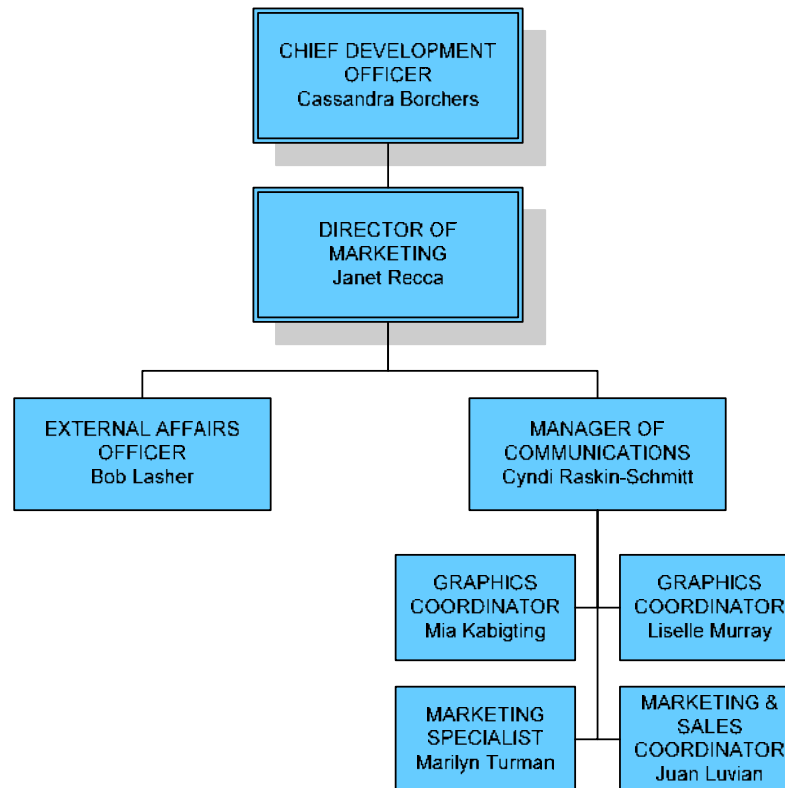 CHIEF DEVELOPMENT
OFFICER
Cassandra Borchers
DIRECTOR OF
MARKETING
Janet Recca
EXTERNAL AFFAIRS
OFFICER
Bob Lasher
MANAGER OF
COMMUNICATIONS
Cyndi Raskin-Schmitt
GRAPHICS
COORDINATOR
Mia Kabigting
GRAPHICS
COORDINATOR
Liselle Murray
MARKETING
SPECIALIST
Marilyn Turman
MARKETING &
SALES
COORDINATOR
Juan Luvian